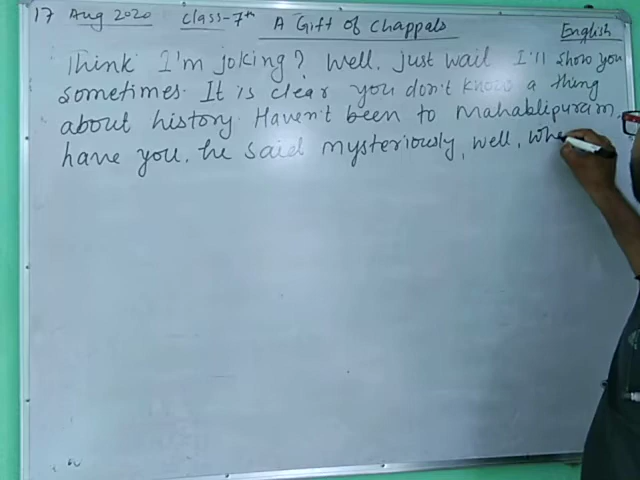 17 Aug 2020 Class-7th A Gift of Chappals English
Think I'm joking? Well. just wait I'll show you
sometimes. It is clear you don't know a thing
about history. Haven't been to Mahablipuram,
have you. he said mysteriously, well, whe